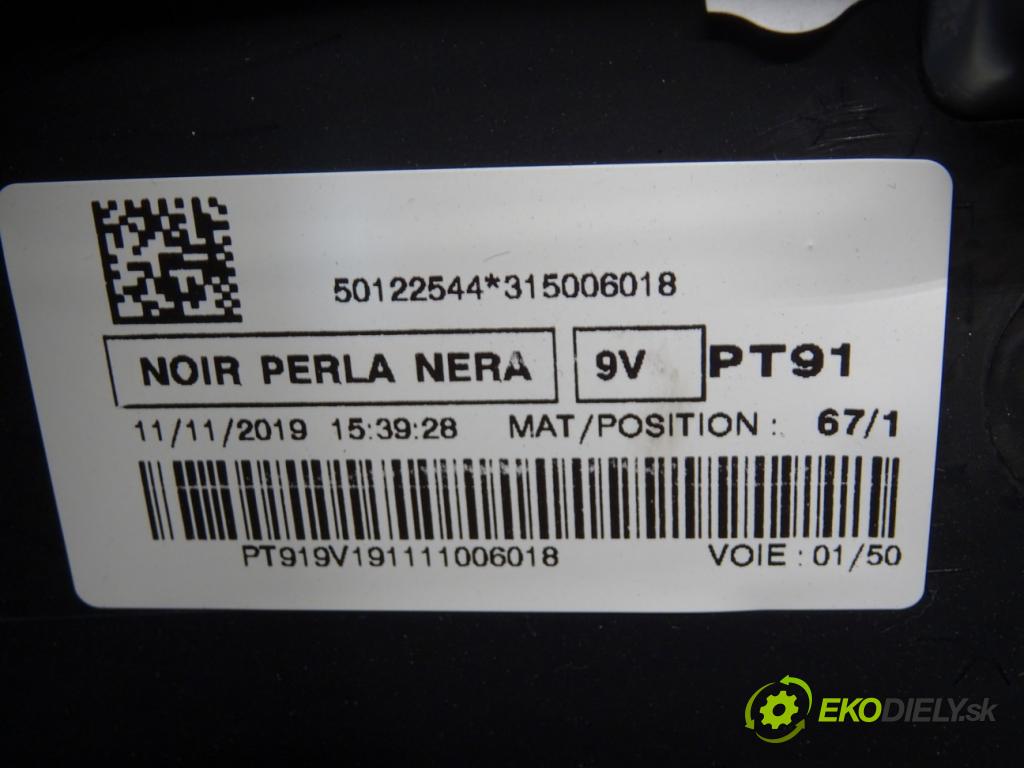 50122544*315006018
NOIR PERLA NERA 9V PT91
11/11/2019 15:39:28 MAT/POSITION : 67/1
PT919V191111006018 VOIE : 01/50
EKODIELY.sk